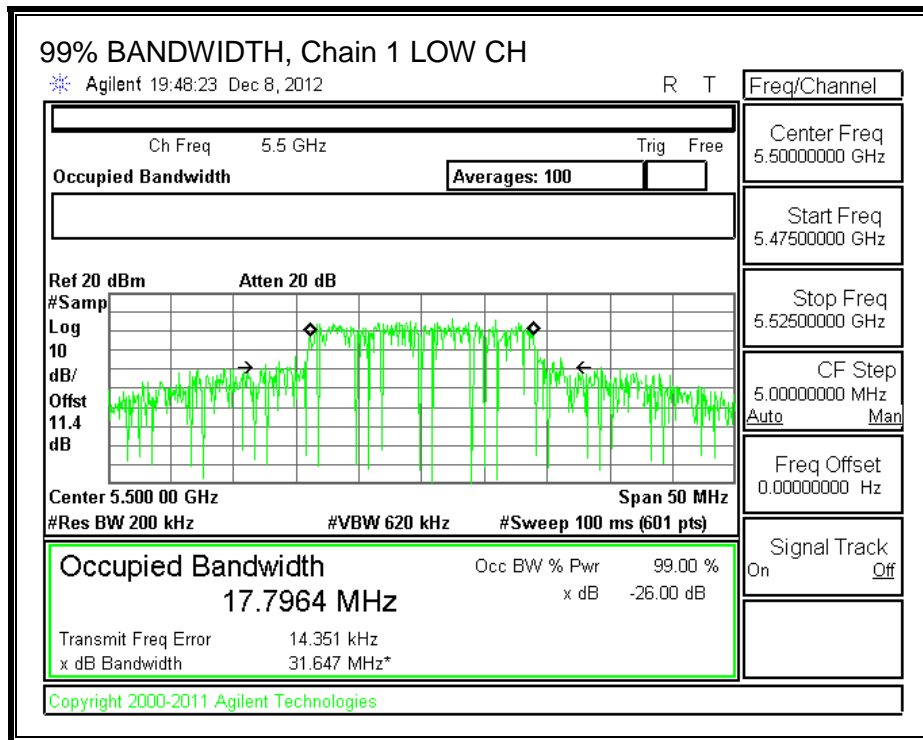 99% BANDWIDTH, Chain 1 LOW CH
Agilent 19:48:23 Dec 8, 2012 R T
Freq/Channel
Ch Freq 5.5 GHz Trig Free
Occupied Bandwidth Averages: 100
Center Freq
5.50000000 GHz
Start Freq
5.47500000 GHz
Stop Freq
5.52500000 GHz
CF Step
5.00000000 MHz
Auto Man
Freq Offset
0.00000000 Hz
Signal Track
On Off
Ref 20 dBm Atten 20 dB
#Samp
Log
10
dB/
Offst
11.4
dB
Center 5.500 00 GHz Span 50 MHz
#Res BW 200 kHz #VBW 620 kHz #Sweep 100 ms (601 pts)
Occupied Bandwidth Occ BW % Pwr 99.00 %
17.7964 MHz x dB -26.00 dB
Transmit Freq Error 14.351 kHz
x dB Bandwidth 31.647 MHz*
Copyright 2000-2011 Agilent Technologies